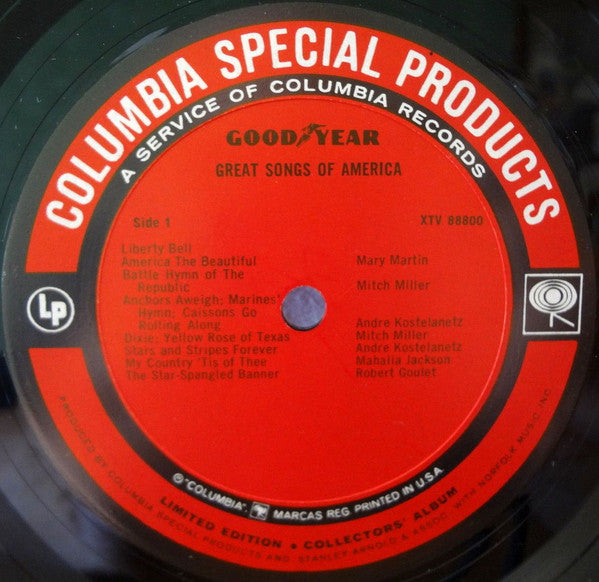 COLUMBIA SPECIAL PRODUCTS
A SERVICE OF COLUMBIA RECORDS
GOODYEAR
GREAT SONGS OF AMERICA
Side 1 XTV 88800
Liberty Bell
America The Beautiful Mary Martin
Battle Hymn of The
Republic Mitch Miller
Anchors Aweigh; Marines'
Hymn; Caissons Go
Rolling Along Andre Kostelanetz
Dixie; Yellow Rose of Texas Mitch Miller
Stars and Stripes Forever Andre Kostelanetz
My Country 'Tis of Thee Mahalia Jackson
The Star-Spangled Banner Robert Goulet
LP
® "COLUMBIA", MARCAS REG. PRINTED IN U.S.A.
LIMITED EDITION • COLLECTORS' ALBUM
PRODUCED BY COLUMBIA SPECIAL PRODUCTS AND STANLEY ARNOLD & ASSOC. WITH NORFOLK MUSIC, INC.